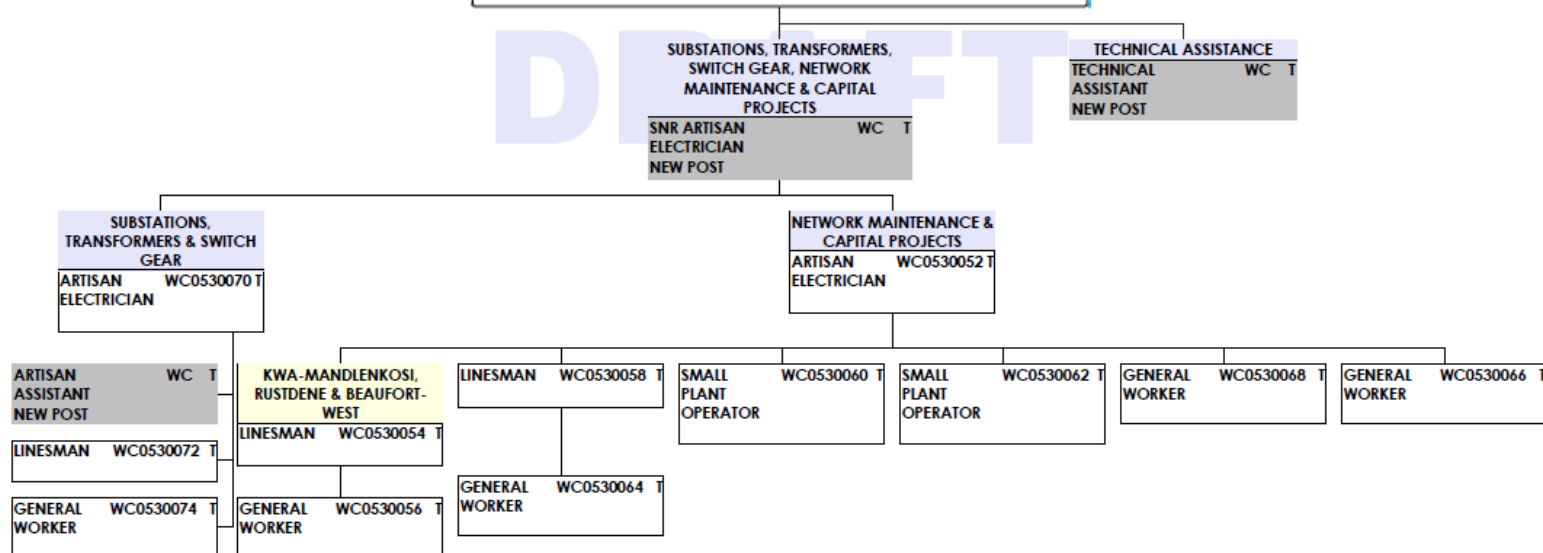 DRAFT
SUBSTATIONS, TRANSFORMERS,
SWITCH GEAR, NETWORK
MAINTENANCE & CAPITAL
PROJECTS
SNR ARTISAN WC T
ELECTRICIAN
NEW POST
TECHNICAL ASSISTANCE
TECHNICAL WC T
ASSISTANT
NEW POST
SUBSTATIONS,
TRANSFORMERS & SWITCH
GEAR
ARTISAN WC0530070 T
ELECTRICIAN
NETWORK MAINTENANCE &
CAPITAL PROJECTS
ARTISAN WC0530052 T
ELECTRICIAN
ARTISAN WC T
ASSISTANT
NEW POST
LINESMAN WC0530072 T
GENERAL WC0530074 T
WORKER
KWA-MANDLENKOSI,
RUSTDENE & BEAUFORT-
WEST
LINESMAN WC0530054 T
GENERAL WC0530056 T
WORKER
LINESMAN WC0530058 T
GENERAL WC0530064 T
WORKER
SMALL WC0530060 T
PLANT
OPERATOR
SMALL WC0530062 T
PLANT
OPERATOR
GENERAL WC0530068 T
WORKER
GENERAL WC0530066 T
WORKER